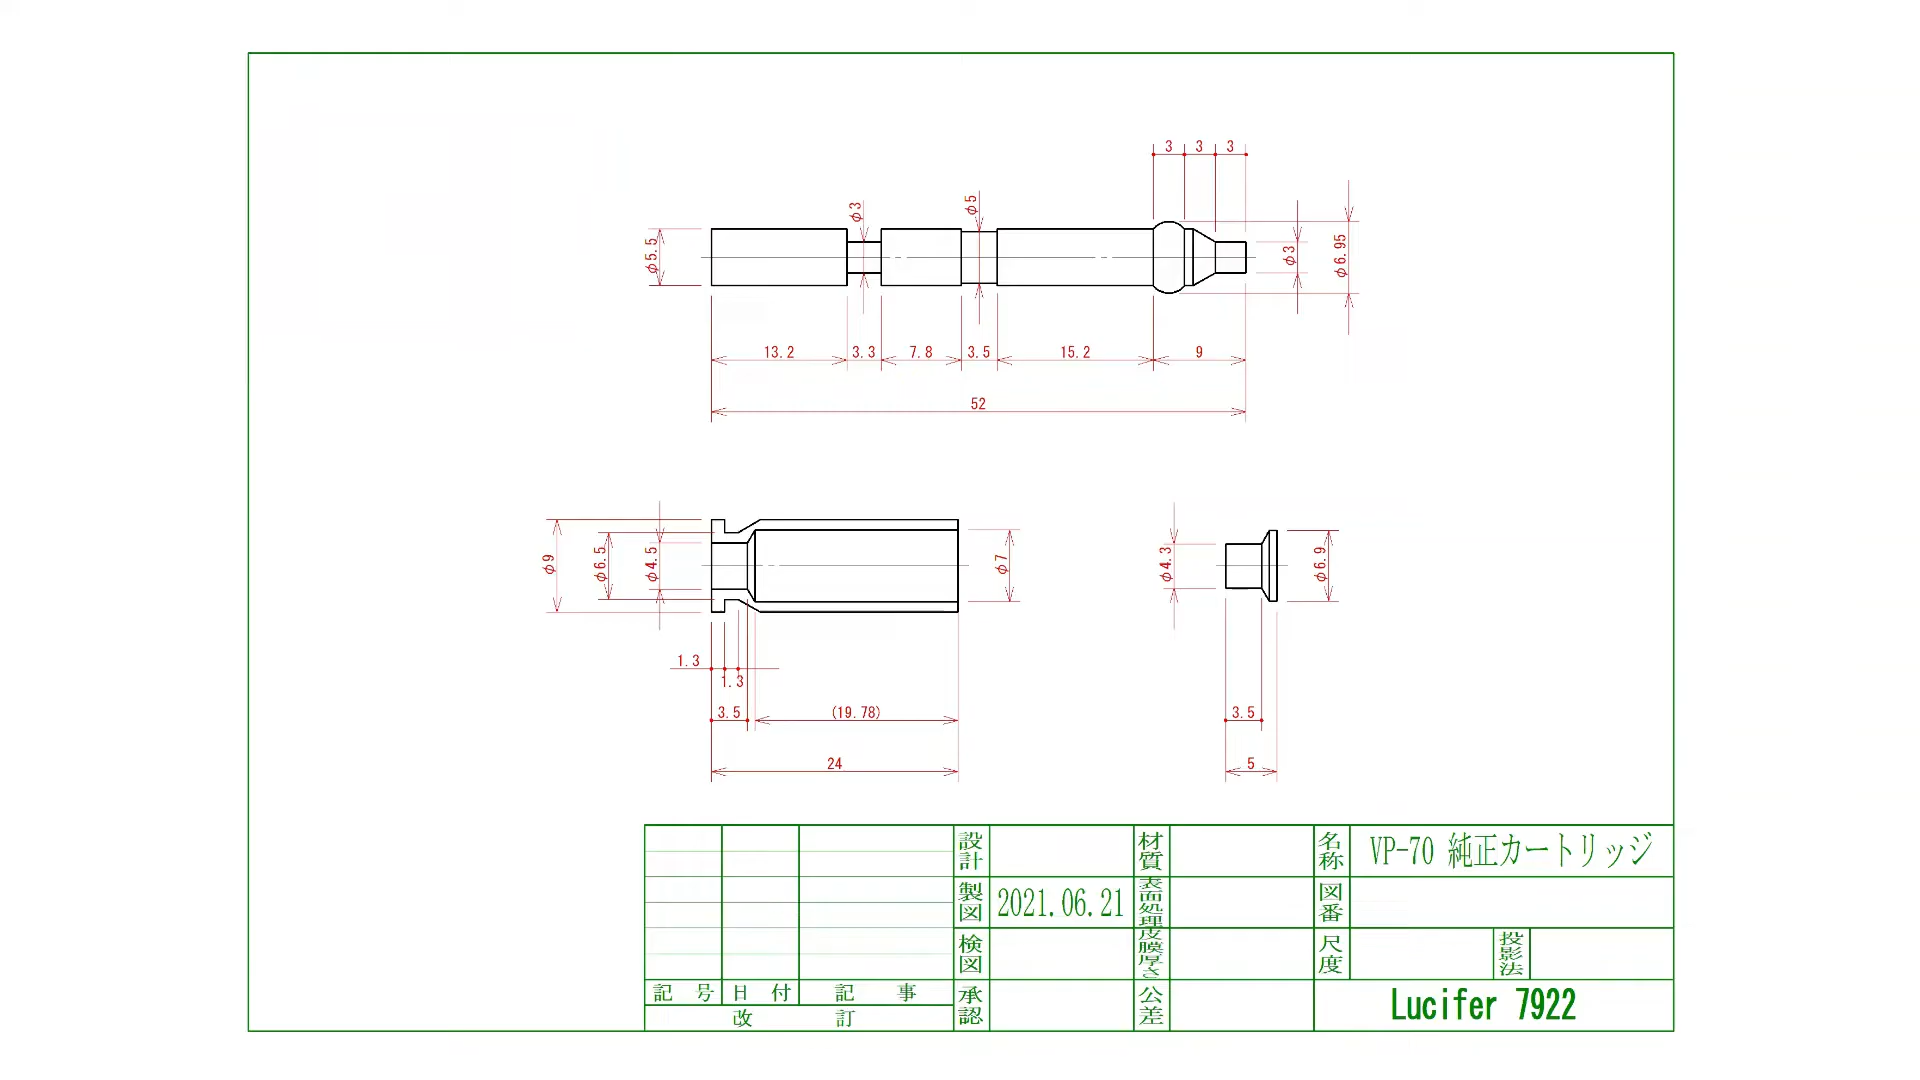 3 3 3
φ3
φ5
φ5.5
φ3
φ6.95
13.2 3.3 7.8 3.5 15.2 9
52
φ9
φ6.5
φ4.5
φ7
φ4.3
φ6.9
1.3
1.3
3.5 (19.78)
24
3.5
5
設計
材質
名称 VP-70 純正カートリッジ
製図 2021.06.21
表面処理
図番
検図
皮膜厚さ
尺度
投影法
記号 日付 記事
改訂
承認
公差
Lucifer 7922